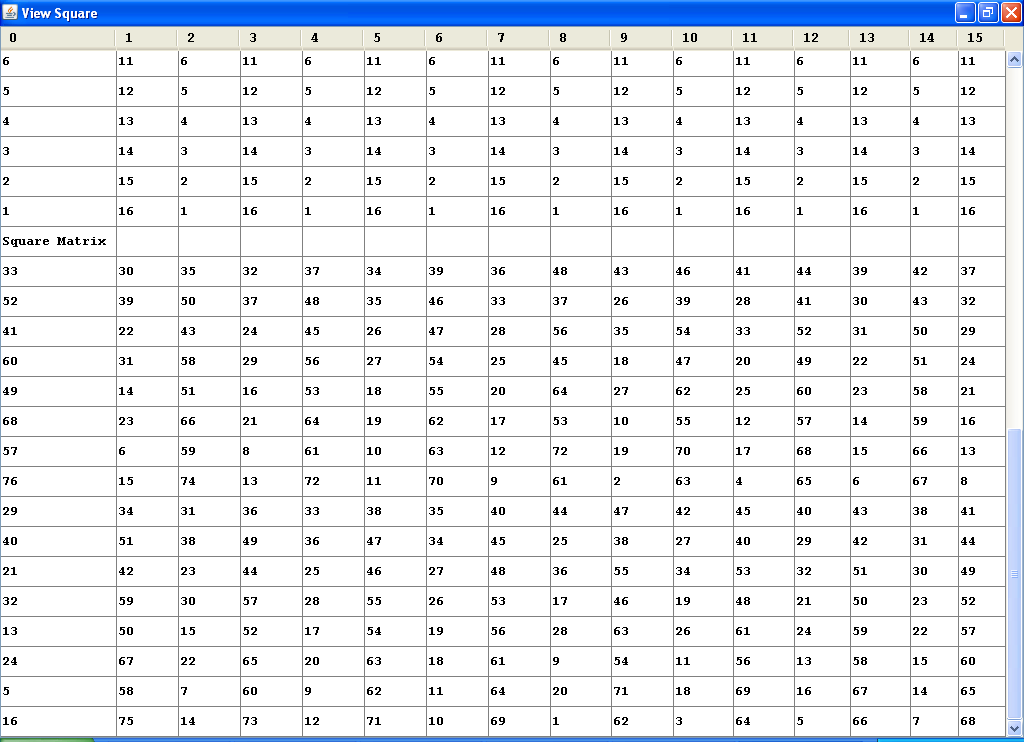 View Square
0 1 2 3 4 5 6 7 8 9 10 11 12 13 14 15
6 11 6 11 6 11 6 11 6 11 6 11 6 11 6 11
5 12 5 12 5 12 5 12 5 12 5 12 5 12 5 12
4 13 4 13 4 13 4 13 4 13 4 13 4 13 4 13
3 14 3 14 3 14 3 14 3 14 3 14 3 14 3 14
2 15 2 15 2 15 2 15 2 15 2 15 2 15 2 15
1 16 1 16 1 16 1 16 1 16 1 16 1 16 1 16
Square Matrix
33 30 35 32 37 34 39 36 48 43 46 41 44 39 42 37
52 39 50 37 48 35 46 33 37 26 39 28 41 30 43 32
41 22 43 24 45 26 47 28 56 35 54 33 52 31 50 29
60 31 58 29 56 27 54 25 45 18 47 20 49 22 51 24
49 14 51 16 53 18 55 20 64 27 62 25 60 23 58 21
68 23 66 21 64 19 62 17 53 10 55 12 57 14 59 16
57 6 59 8 61 10 63 12 72 19 70 17 68 15 66 13
76 15 74 13 72 11 70 9 61 2 63 4 65 6 67 8
29 34 31 36 33 38 35 40 44 47 42 45 40 43 38 41
40 51 38 49 36 47 34 45 25 38 27 40 29 42 31 44
21 42 23 44 25 46 27 48 36 55 34 53 32 51 30 49
32 59 30 57 28 55 26 53 17 46 19 48 21 50 23 52
13 50 15 52 17 54 19 56 28 63 26 61 24 59 22 57
24 67 22 65 20 63 18 61 9 54 11 56 13 58 15 60
5 58 7 60 9 62 11 64 20 71 18 69 16 67 14 65
16 75 14 73 12 71 10 69 1 62 3 64 5 66 7 68